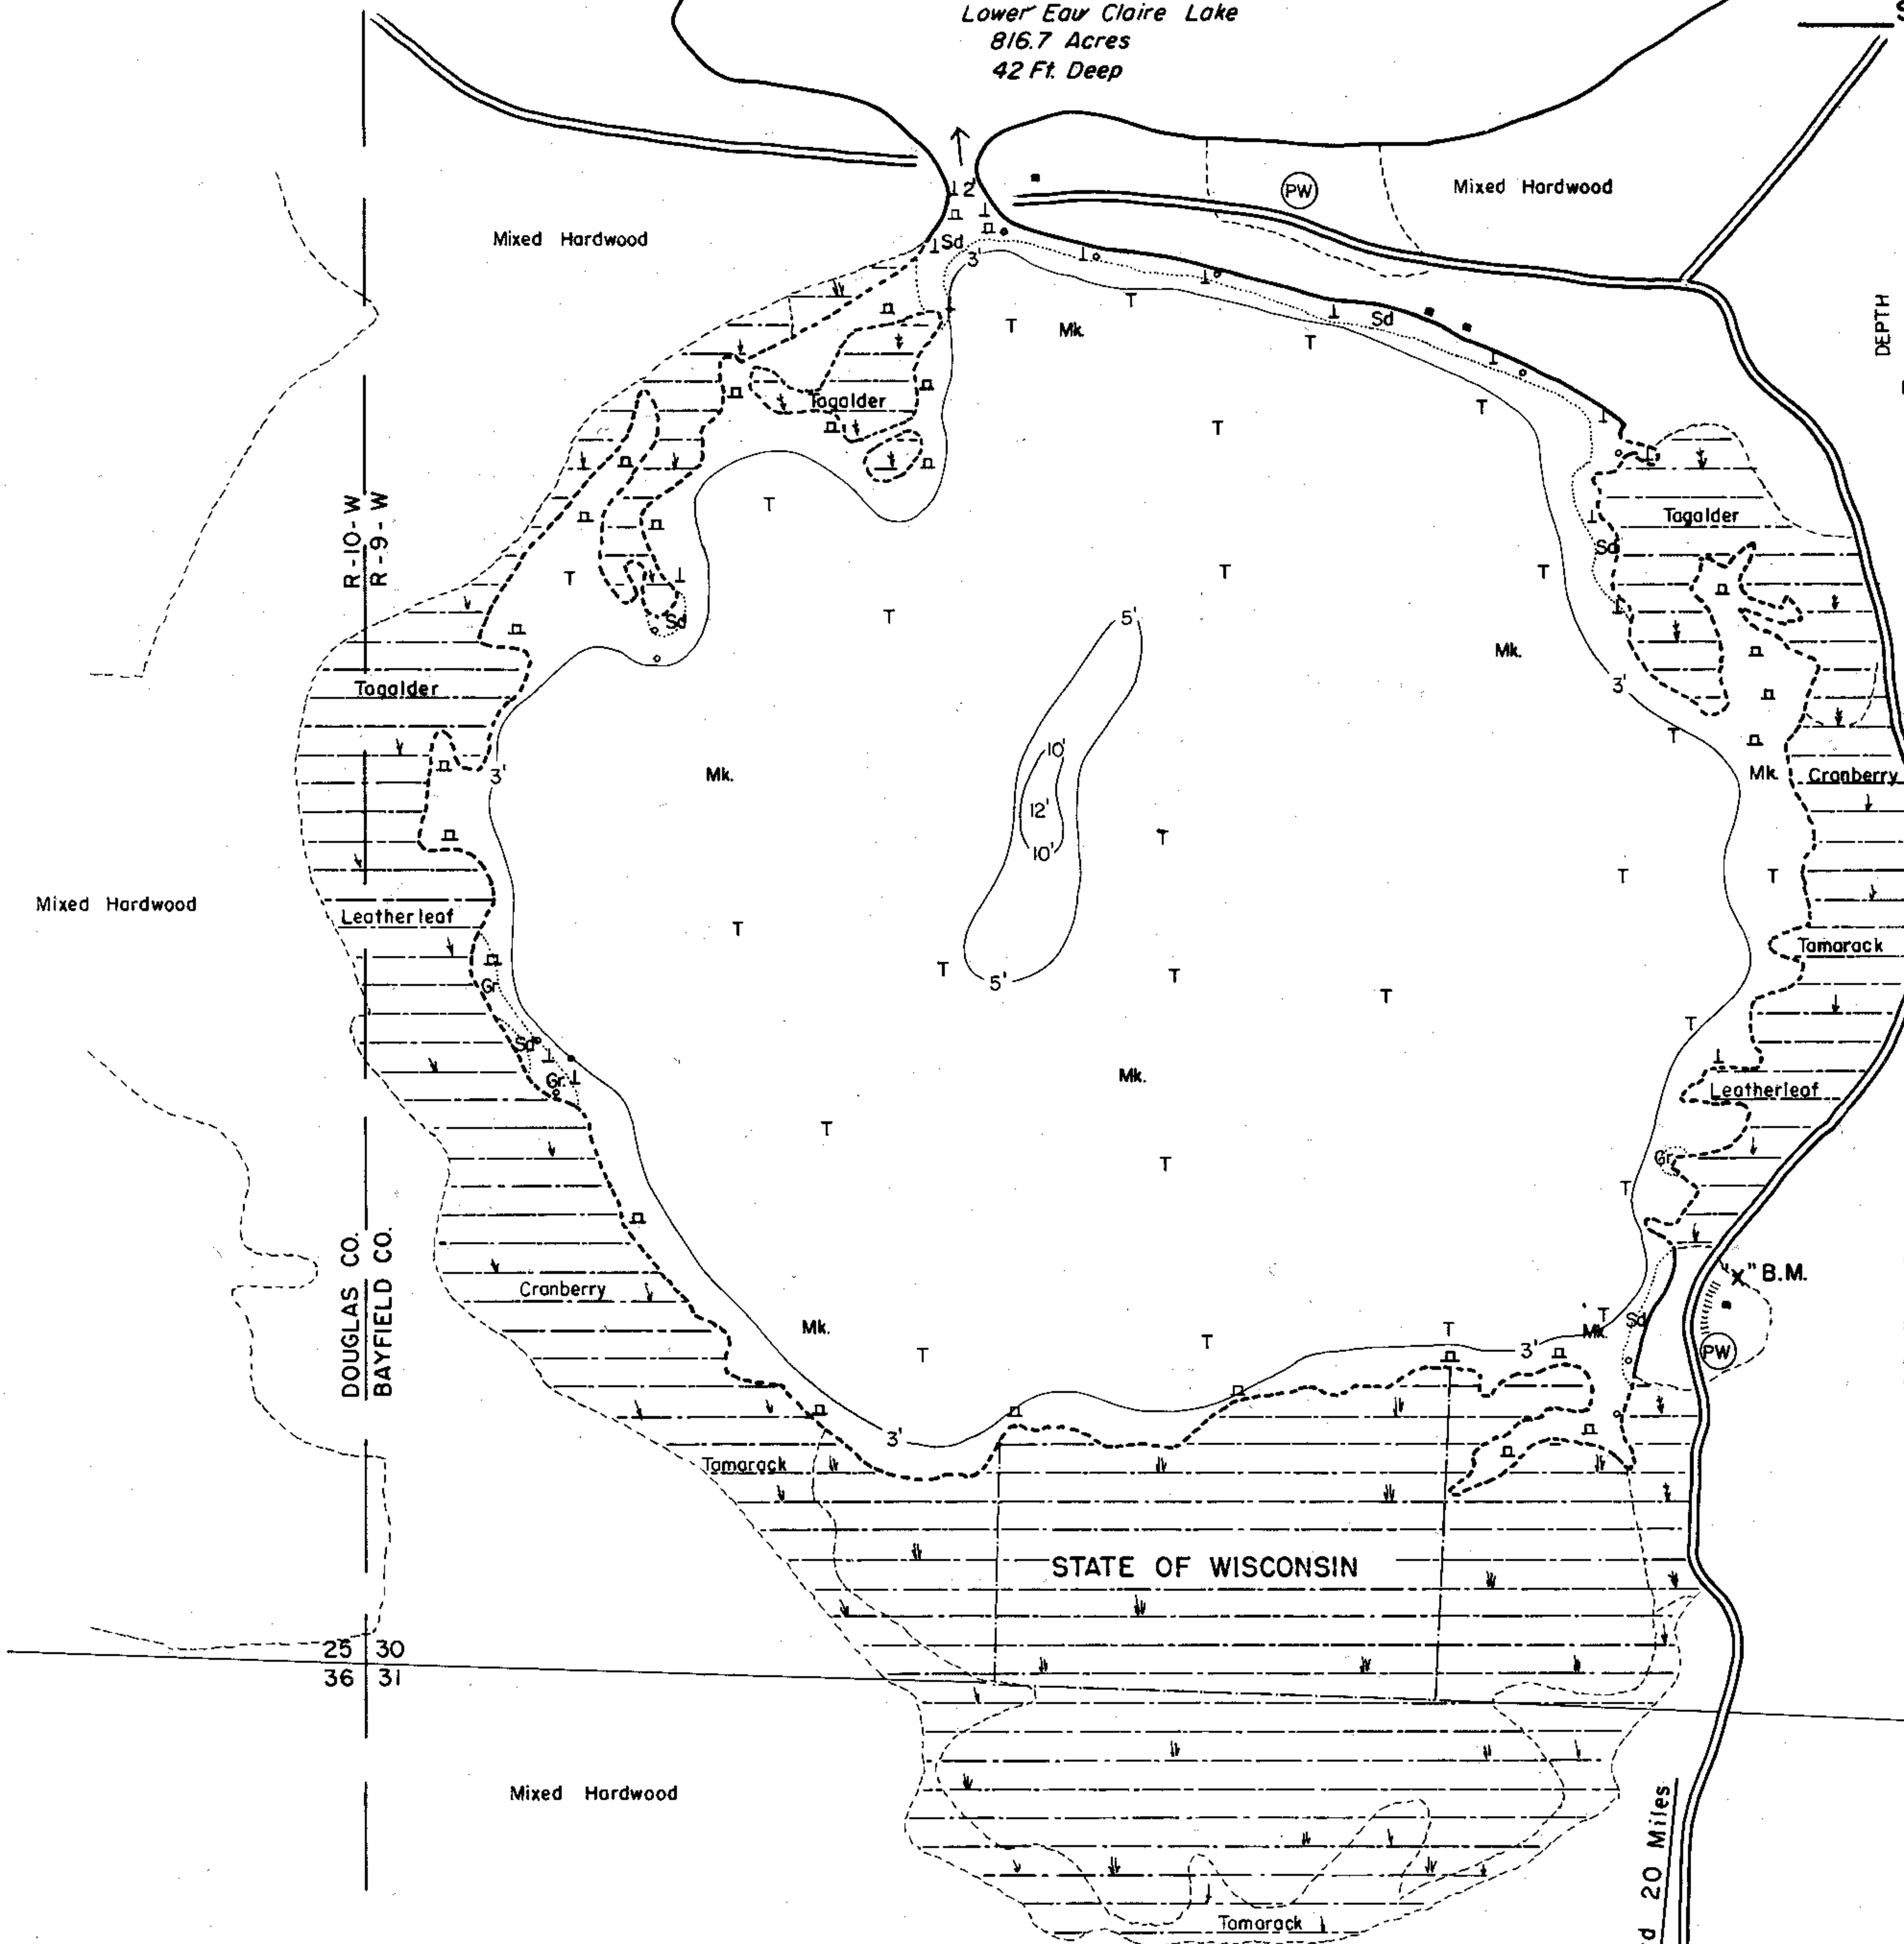 Lower Eau Claire Lake
816.7 Acres
42 Ft. Deep
S
2'
PW
Mixed Hardwood
Mixed Hardwood
Sd
3'
T
T
Mk.
Sd
T
DEPTH
Tagalder
T
T
T
R-10-W
R-9-W
Tagalder
Sd
T
T
T
T
T
Sd
5'
Mk.
3'
Tagalder
T
10'
3'
Mk.
Mk.
Cranberry
12'
T
10'
T
T
Mixed Hardwood
Leatherleaf
T
Tamarack
T
T
5'
Gr.
T
T
Sd
Gr.
Mk.
Leatherleaf
T
T
Gr.
T
DOUGLAS CO.
BAYFIELD CO.
"X" B.M.
Cranberry
Mk.
T
T
T
T
Mk.
Sd
3'
PW
3'
Tamarack
STATE OF WISCONSIN
25 30
36 31
Mixed Hardwood
d 20 Miles
Tamarack